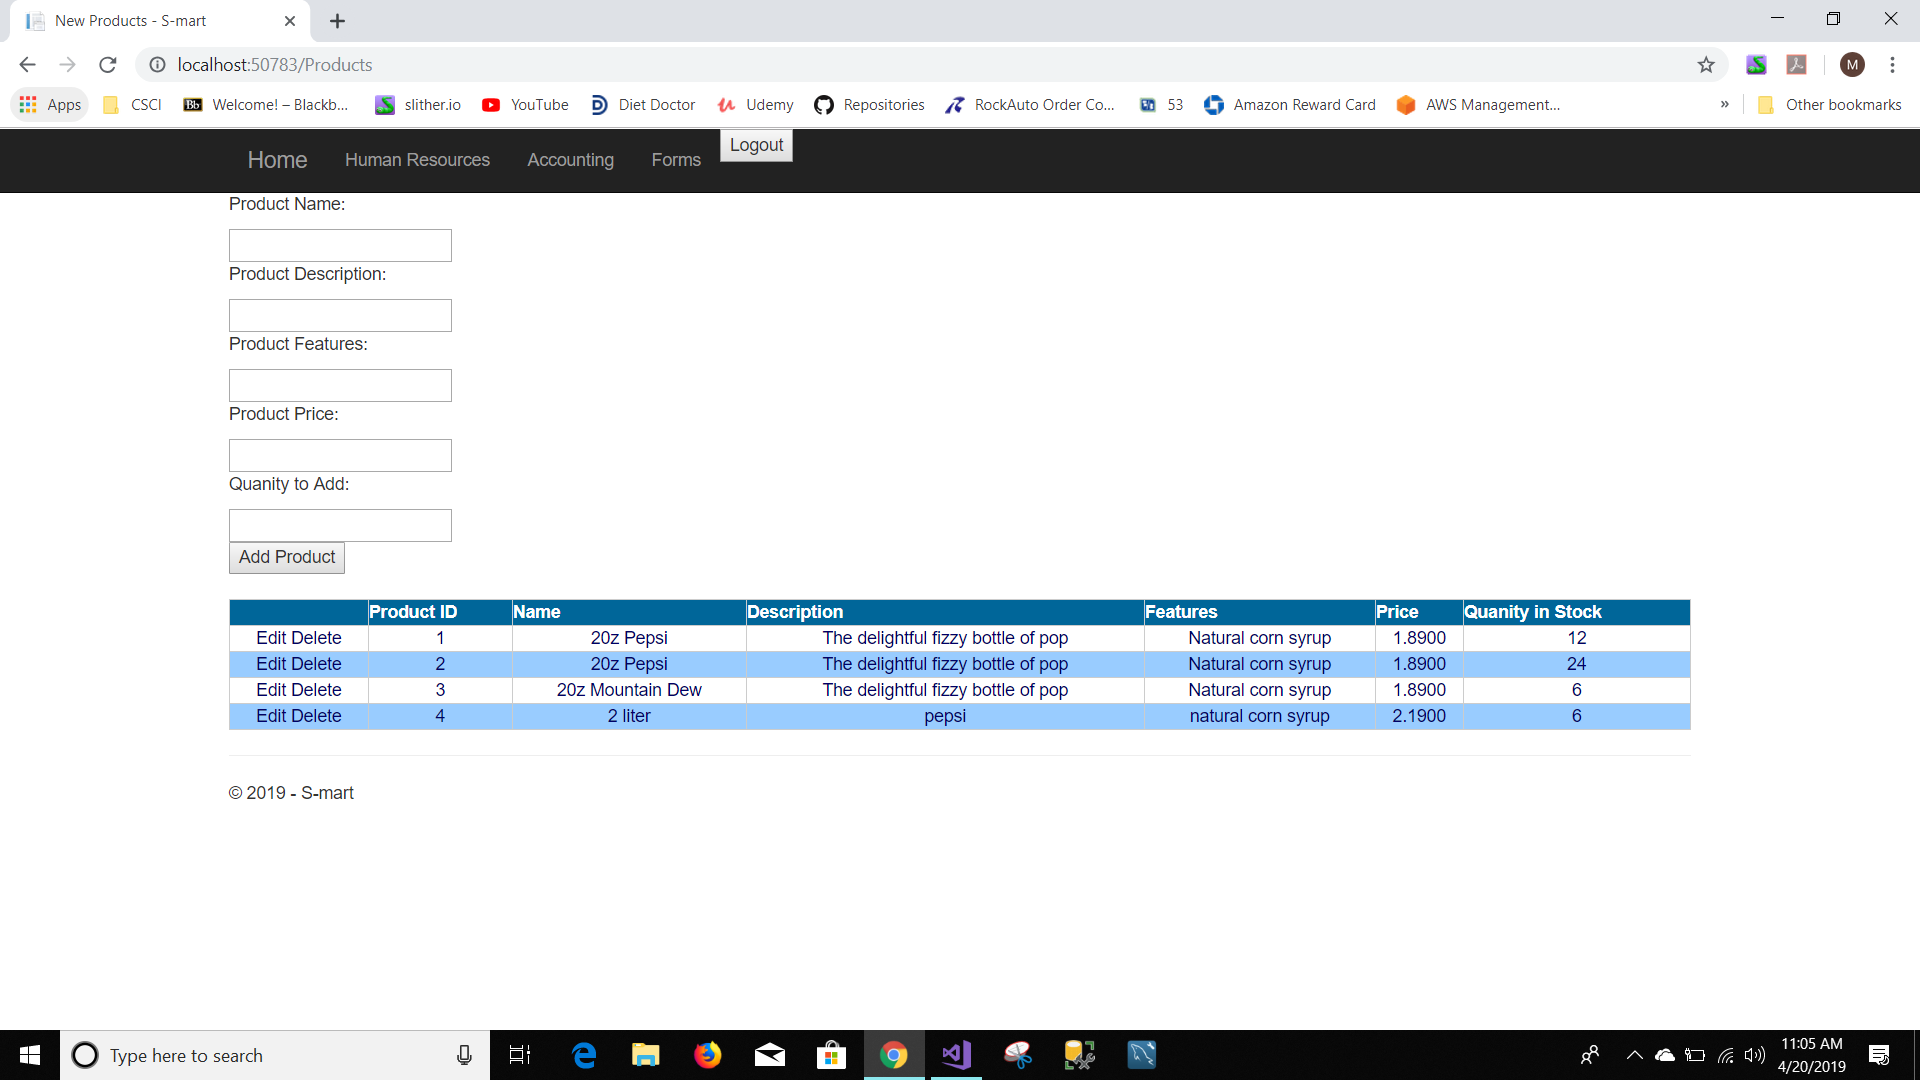 New Products - S-mart
localhost:50783/Products
M
Apps CSCI Bb Welcome! – Blackb... slither.io YouTube Diet Doctor Udemy Repositories RockAuto Order Co... 53 Amazon Reward Card AWS Management... » Other bookmarks
Home Human Resources Accounting Forms Logout
Product Name:
Product Description:
Product Features:
Product Price:
Quanity to Add:
Add Product
Product ID Name Description Features Price Quanity in Stock
Edit Delete 1 20z Pepsi The delightful fizzy bottle of pop Natural corn syrup 1.8900 12
Edit Delete 2 20z Pepsi The delightful fizzy bottle of pop Natural corn syrup 1.8900 24
Edit Delete 3 20z Mountain Dew The delightful fizzy bottle of pop Natural corn syrup 1.8900 6
Edit Delete 4 2 liter pepsi natural corn syrup 2.1900 6
© 2019 - S-mart
Type here to search
11:05 AM
4/20/2019